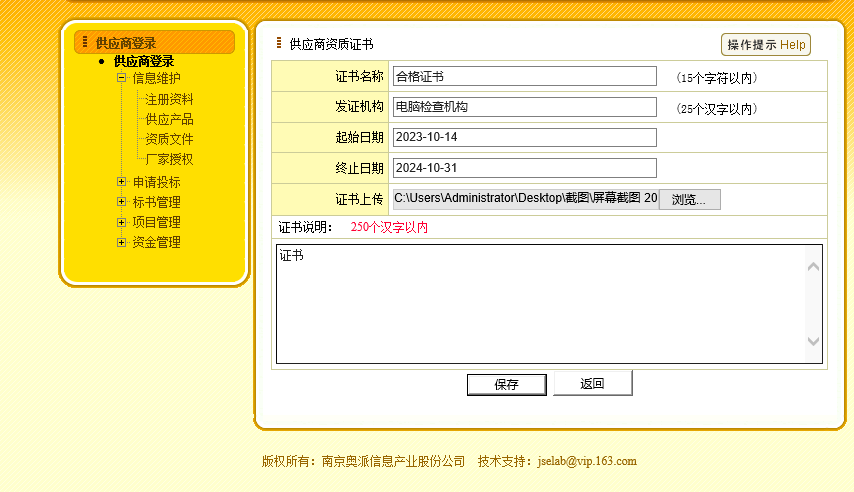 供应商登录
供应商登录
信息维护
注册资料
供应产品
资质文件
厂家授权
申请投标
标书管理
项目管理
资金管理
供应商资质证书
操作提示 Help
证书名称 合格证书 (15个字符以内)
发证机构 电脑检查机构 (25个汉字以内)
起始日期 2023-10-14
终止日期 2024-10-31
证书上传 C:\Users\Administrator\Desktop\截图\屏幕截图 20 浏览...
证书说明： 250个汉字以内
证书
保存 返回
版权所有：南京奥派信息产业股份公司 技术支持：jselab@vip.163.com